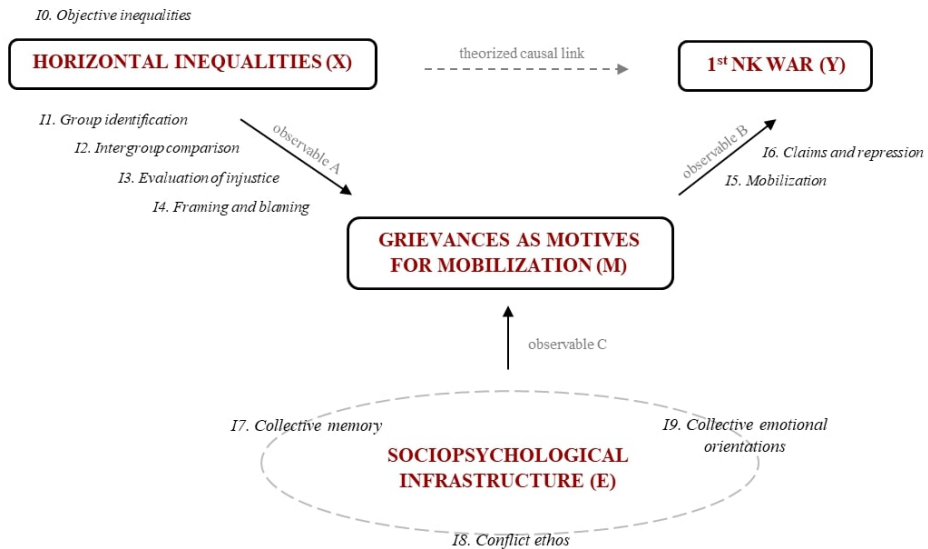 I0. Objective inequalities
HORIZONTAL INEQUALITIES (X)
theorized causal link
1st NK WAR (Y)
I1. Group identification
I2. Intergroup comparison
I3. Evaluation of injustice
I4. Framing and blaming
observable A
observable B
I6. Claims and repression
I5. Mobilization
GRIEVANCES AS MOTIVES
FOR MOBILIZATION (M)
observable C
I7. Collective memory
I9. Collective emotional
orientations
SOCIOPSYCHOLOGICAL
INFRASTRUCTURE (E)
I8. Conflict ethos